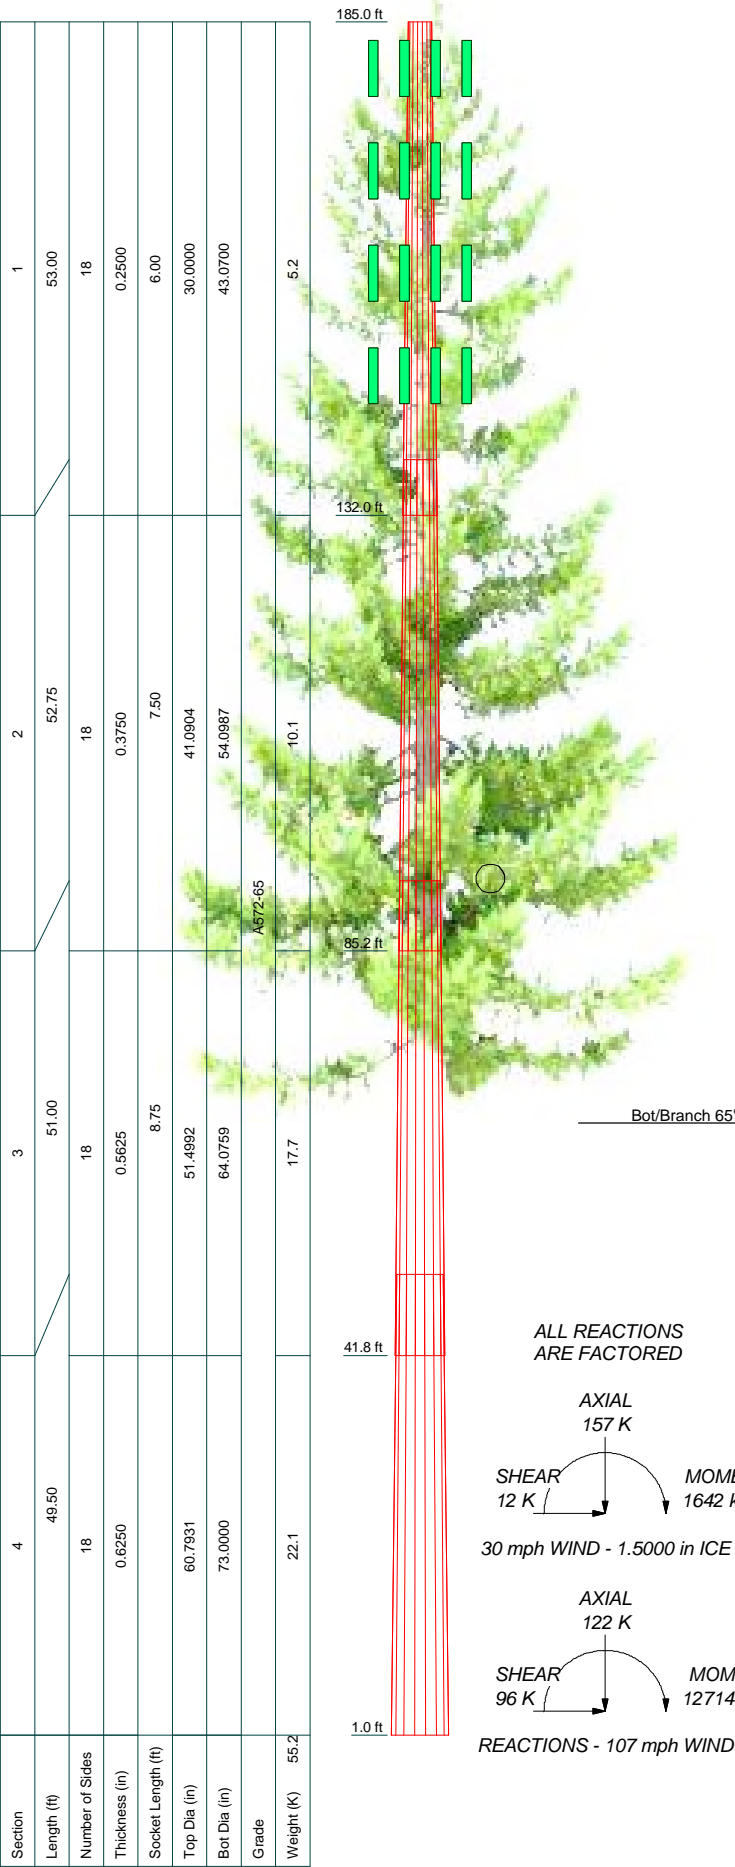 185.0 ft
1
53.00
18
0.2500
6.00
30.0000
43.0700
5.2
132.0 ft
2
52.75
18
0.3750
7.50
41.0904
54.0987
10.1
A572-65
85.2 ft
3
51.00
18
0.5625
8.75
51.4992
64.0759
17.7
Bot/Branch 65'
41.8 ft
4
49.50
18
0.6250
60.7931
73.0000
22.1
1.0 ft
Section
Length (ft)
Number of Sides
Thickness (in)
Socket Length (ft)
Top Dia (in)
Bot Dia (in)
Grade
Weight (K) 55.2
ALL REACTIONS
ARE FACTORED
AXIAL
157 K
SHEAR
12 K
1642
30 mph WIND - 1.5000 in ICE
AXIAL
122 K
SHEAR
96 K
12714
REACTIONS - 107 mph WIND